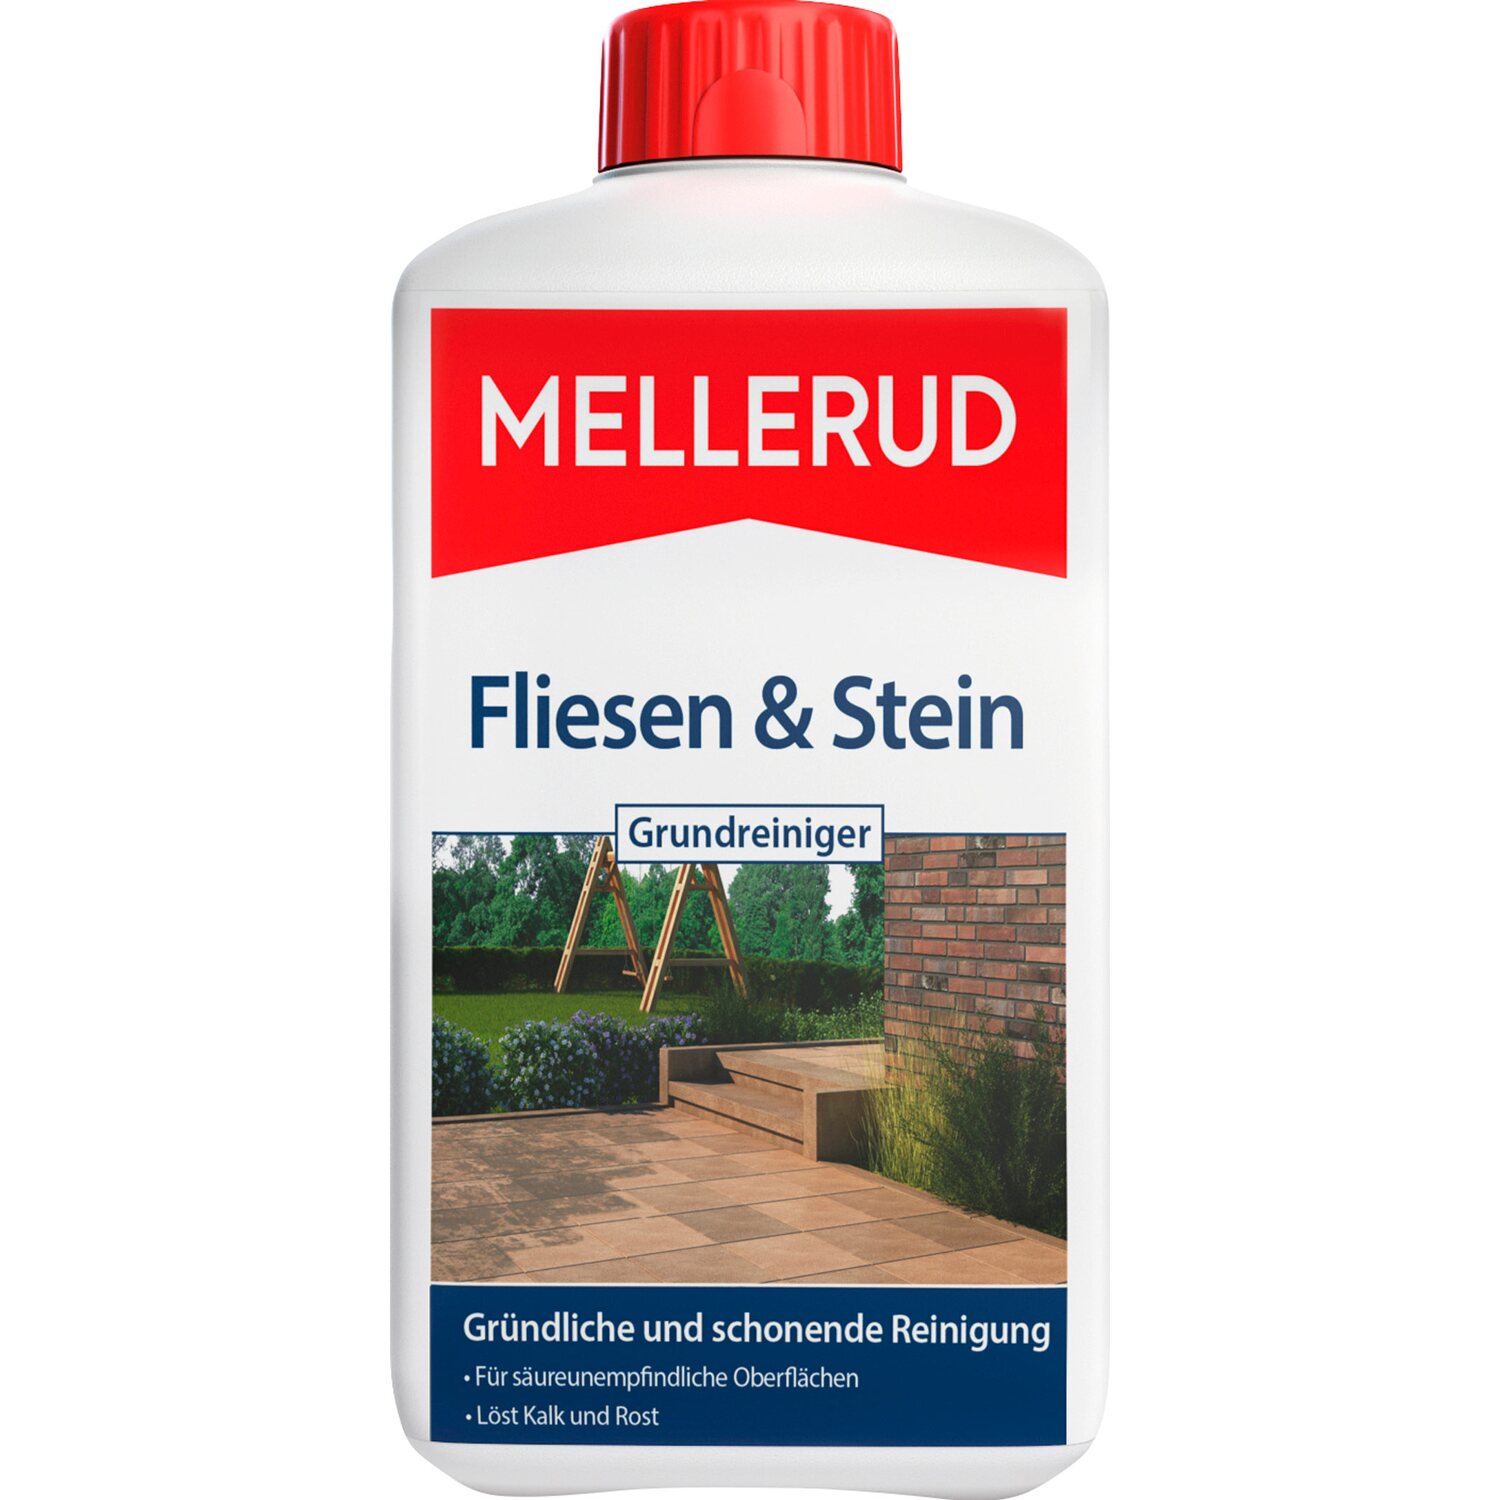 MELLERUD
Fliesen & Stein
Grundreiniger
Gründliche und schonende Reinigung
• Für säureunempfindliche Oberflächen
• Löst Kalk und Rost